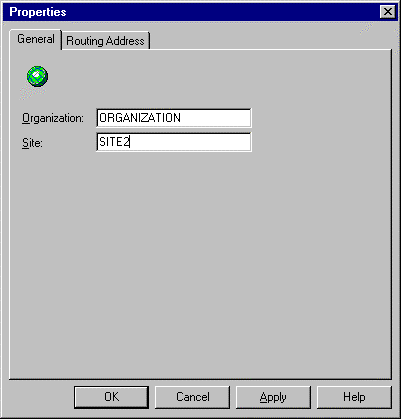 Properties
General Routing Address
Organization: ORGANIZATION
Site: SITE2
OK Cancel Apply Help